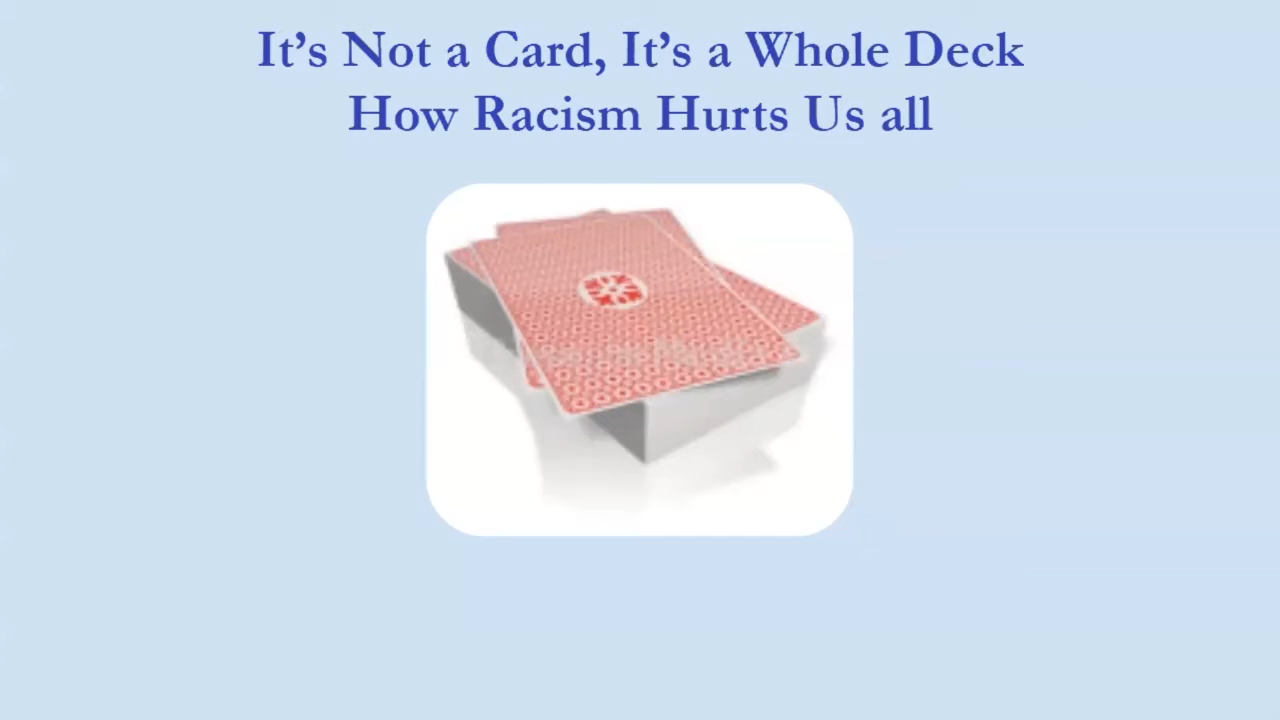 It’s Not a Card, It’s a Whole Deck
How Racism Hurts Us all